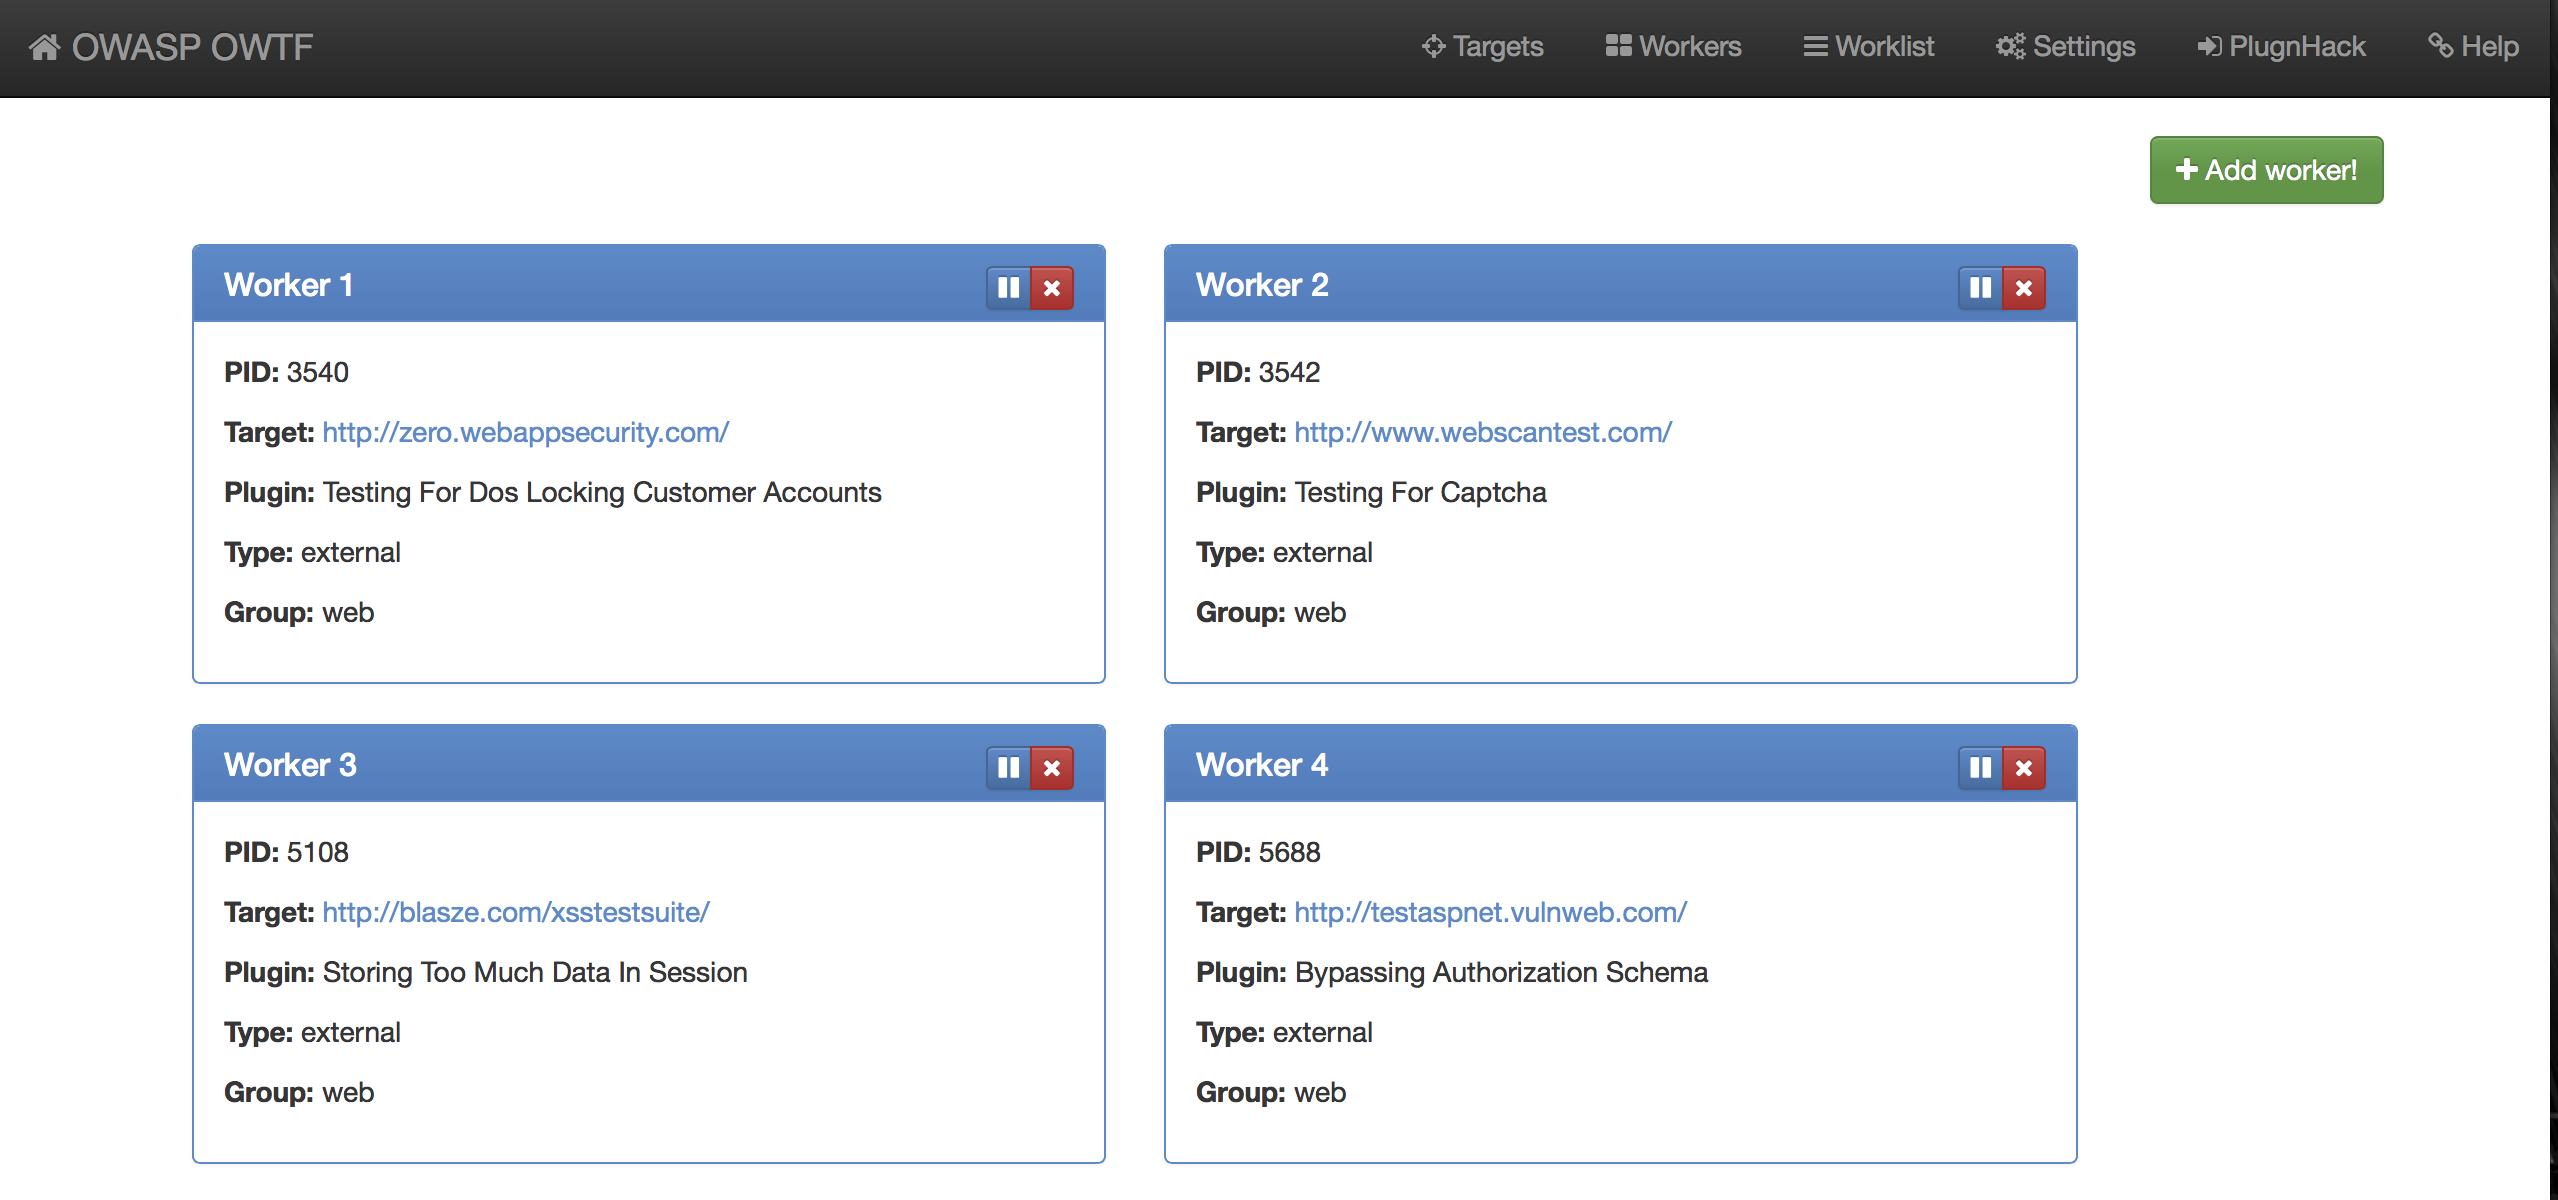 OWASP OWTF Targets Workers Worklist Settings PlugnHack Help
Add worker!
Worker 1
PID: 3540
Target: http://zero.webappsecurity.com/
Plugin: Testing For Dos Locking Customer Accounts
Type: external
Group: web
Worker 2
PID: 3542
Target: http://www.webscantest.com/
Plugin: Testing For Captcha
Type: external
Group: web
Worker 3
PID: 5108
Target: http://blasze.com/xsstestsuite/
Plugin: Storing Too Much Data In Session
Type: external
Group: web
Worker 4
PID: 5688
Target: http://testaspnet.vulnweb.com/
Plugin: Bypassing Authorization Schema
Type: external
Group: web